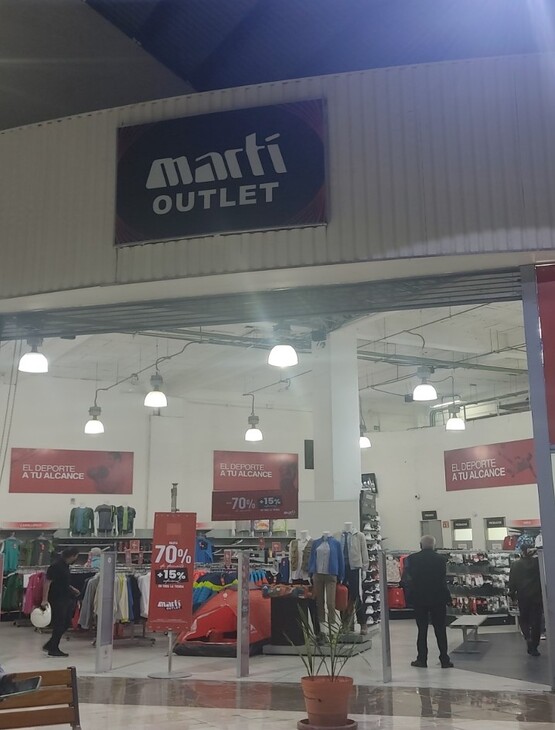 martí
OUTLET
EL DEPORTE
A TU ALCANCE
EL DEPORTE
A TU ALCANCE
-70% +15%
EL DEPORTE
A TU ALCANCE
70%
+15%
martí